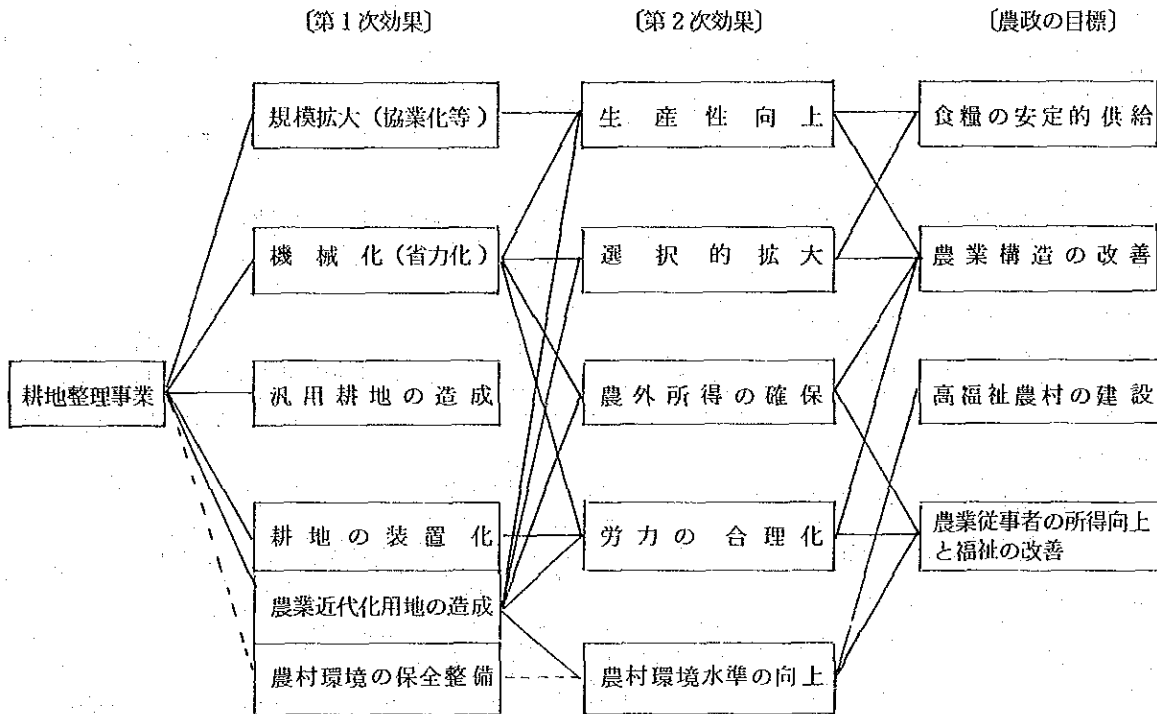 〔第1次効果〕
〔第2次効果〕
〔農政の目標〕
規模拡大（協業化等）
生産性向上
食糧の安定的供給
機械化（省力化）
選択的拡大
農業構造の改善
耕地整理事業
汎用耕地の造成
農外所得の確保
高福祉農村の建設
耕地の装置化
労力の合理化
農業従事者の所得向上
と福祉の改善
農業近代化用地の造成
農村環境の保全整備
農村環境水準の向上